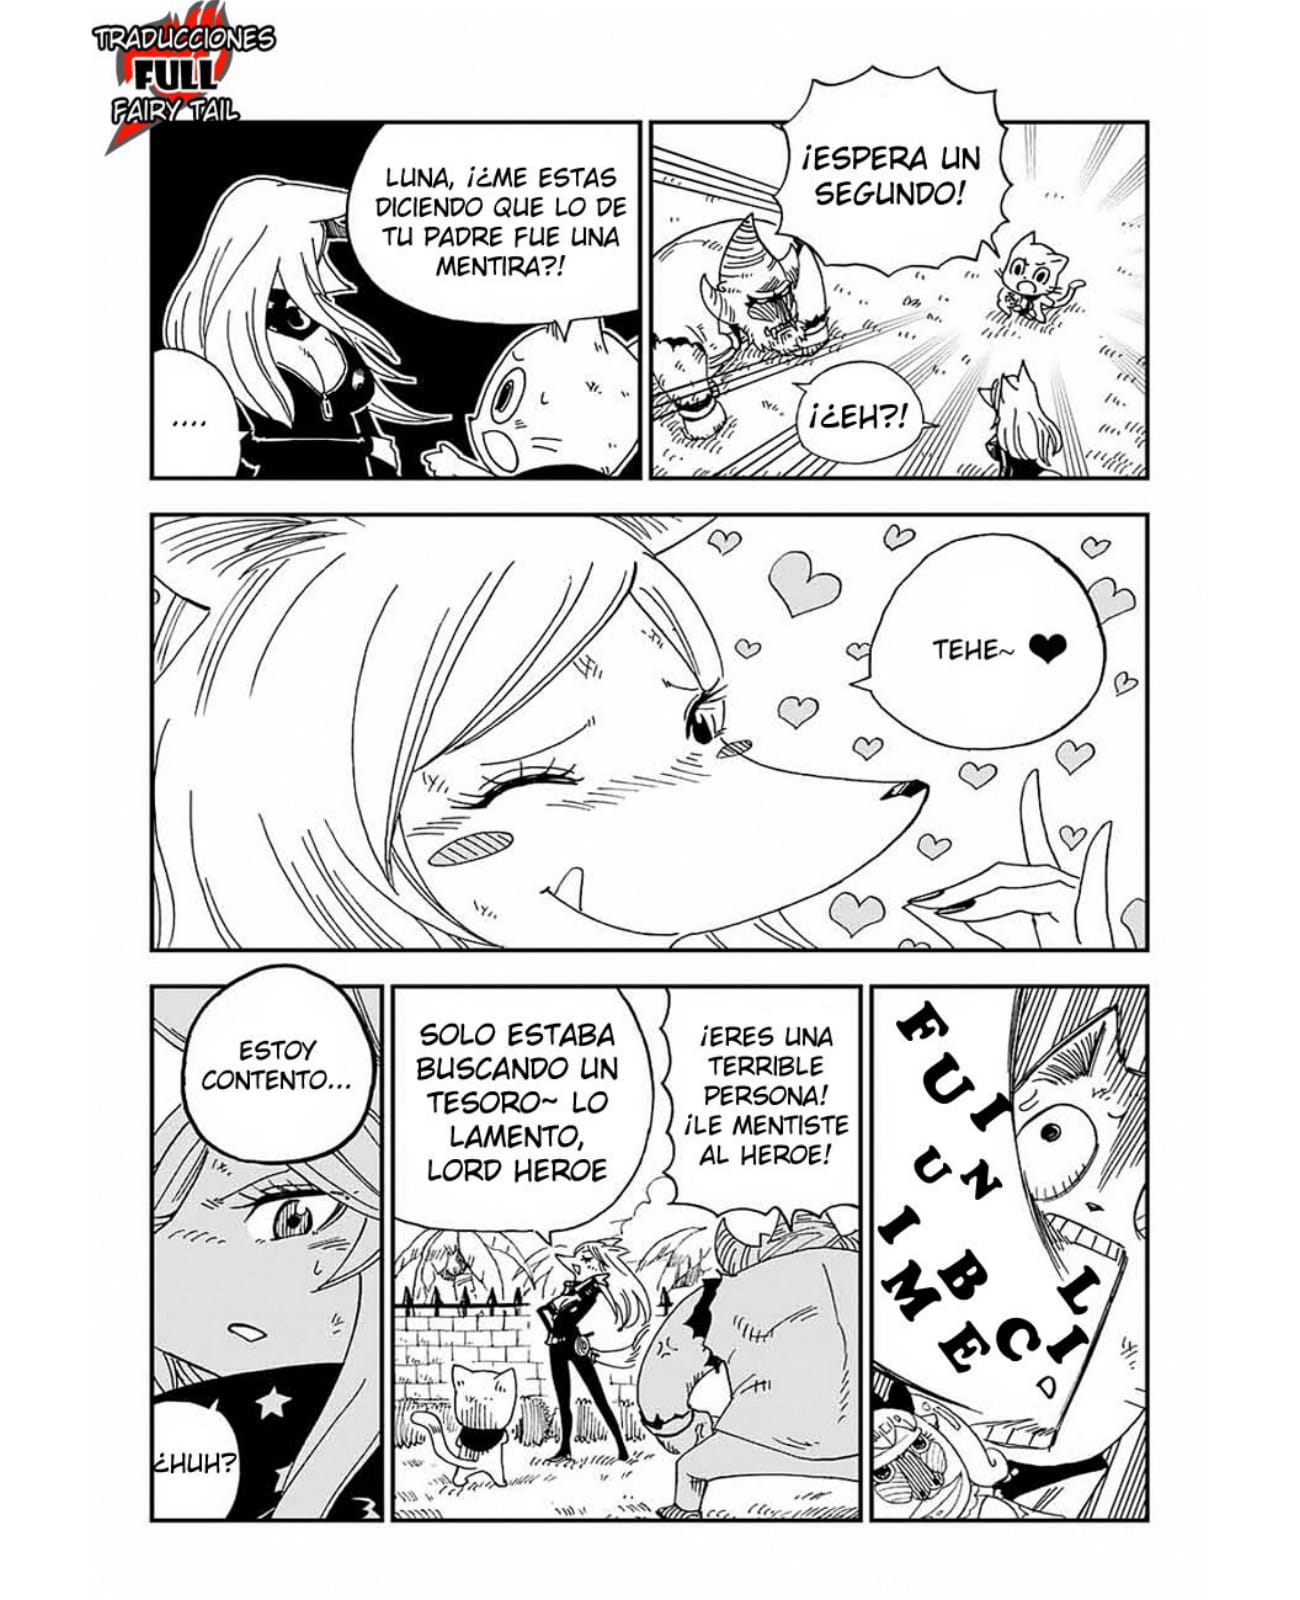 TRADUCCIONES
FULL
FAIRY TAIL
¡ESPERA UN
SEGUNDO!
¡¿EH?!
LUNA, ¡¿ME ESTAS
DICIENDO QUE LO DE
TU PADRE FUE UNA
MENTIRA?!
....
TEHE~ ♥
FUI
UN
IMBECIL
¡ERES UNA
TERRIBLE
PERSONA!
¡LE MENTISTE
AL HEROE!
SOLO ESTABA
BUSCANDO UN
TESORO~ LO
LAMENTO,
LORD HEROE
ESTOY
CONTENTO...
¿HUH?